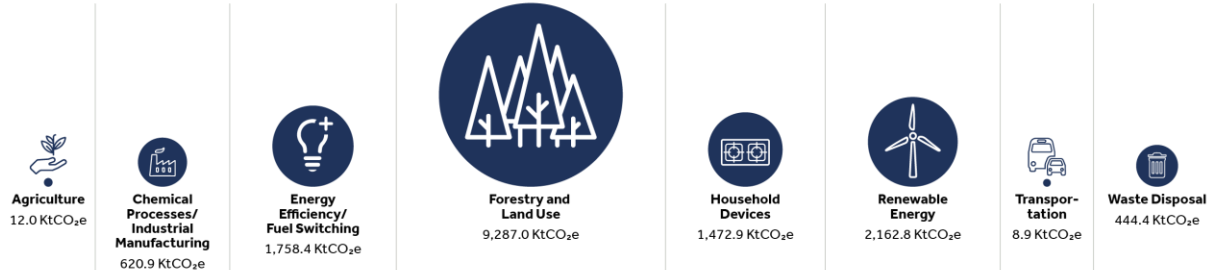 Agriculture
12.0 KtCO₂e
Chemical
Processes/
Industrial
Manufacturing
620.9 KtCO₂e
Energy
Efficiency/
Fuel Switching
1,758.4 KtCO₂e
Forestry and
Land Use
9,287.0 KtCO₂e
Household
Devices
1,472.9 KtCO₂e
Renewable
Energy
2,162.8 KtCO₂e
Transpor-
tation
8.9 KtCO₂e
Waste Disposal
444.4 KtCO₂e